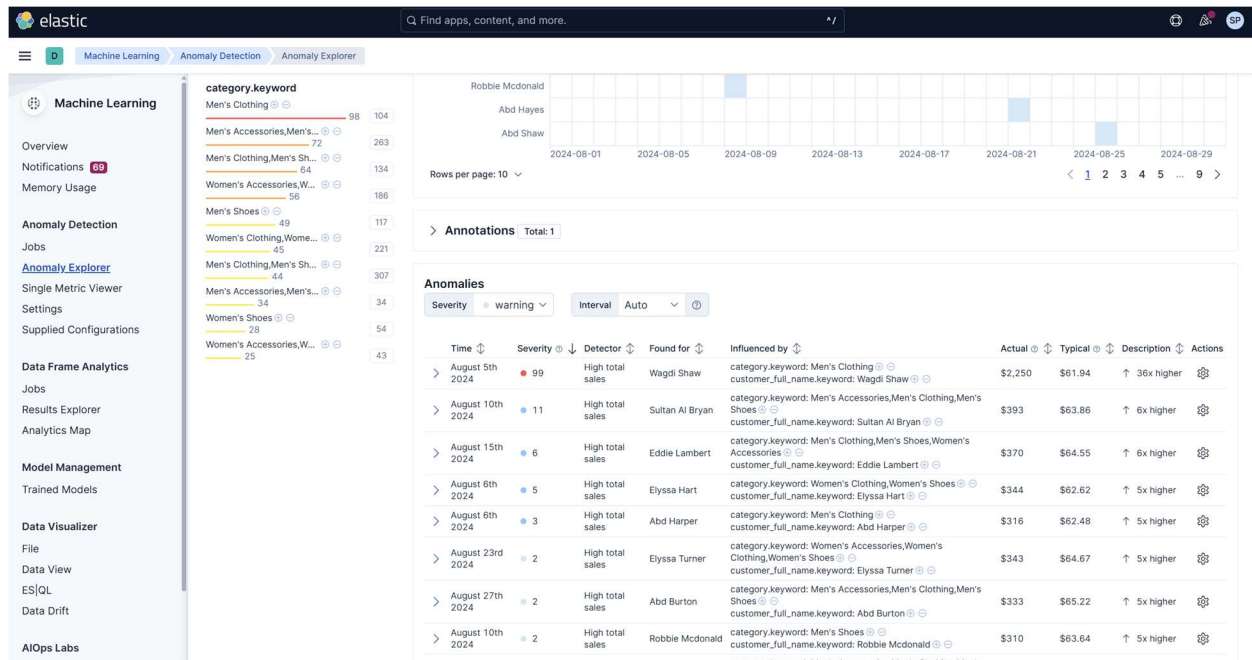 elastic
Find apps, content, and more.
^/
SP
D
Machine Learning
Anomaly Detection
Anomaly Explorer
Machine Learning
Overview
Notifications 69
Memory Usage
Anomaly Detection
Jobs
Anomaly Explorer
Single Metric Viewer
Settings
Supplied Configurations
Data Frame Analytics
Jobs
Results Explorer
Analytics Map
Model Management
Trained Models
Data Visualizer
File
Data View
ES|QL
Data Drift
AIOps Labs
category.keyword
Men's Clothing
98 104
Men's Accessories,Men's...
72 263
Men's Clothing,Men's Sh...
64 134
Women's Accessories,W...
56 186
Men's Shoes
49 117
Women's Clothing,Wome...
45 221
Men's Clothing,Men's Sh...
44 307
Men's Accessories,Men's...
34 34
Women's Shoes
28 54
Women's Accessories,W...
25 43
Robbie Mcdonald
Abd Hayes
Abd Shaw
2024-08-01 2024-08-05 2024-08-09 2024-08-13 2024-08-17 2024-08-21 2024-08-25 2024-08-29
Rows per page: 10
1 2 3 4 5 ... 9
Annotations Total: 1
Anomalies
Severity warning Interval Auto
Time Severity Detector Found for Influenced by Actual Typical Description Actions
August 5th 2024 99 High total sales Wagdi Shaw category.keyword: Men's Clothing customer_full_name.keyword: Wagdi Shaw $2,250 $61.94 ↑ 36x higher
August 10th 2024 11 High total sales Sultan Al Bryan category.keyword: Men's Accessories,Men's Clothing,Men's Shoes customer_full_name.keyword: Sultan Al Bryan $393 $63.86 ↑ 6x higher
August 15th 2024 6 High total sales Eddie Lambert category.keyword: Men's Clothing,Men's Shoes,Women's Accessories customer_full_name.keyword: Eddie Lambert $370 $64.55 ↑ 6x higher
August 6th 2024 5 High total sales Elyssa Hart category.keyword: Women's Clothing,Women's Shoes customer_full_name.keyword: Elyssa Hart $344 $62.62 ↑ 5x higher
August 6th 2024 3 High total sales Abd Harper category.keyword: Men's Clothing customer_full_name.keyword: Abd Harper $316 $62.48 ↑ 5x higher
August 23rd 2024 2 High total sales Elyssa Turner category.keyword: Women's Accessories,Women's Clothing,Women's Shoes customer_full_name.keyword: Elyssa Turner $343 $64.67 ↑ 5x higher
August 27th 2024 2 High total sales Abd Burton category.keyword: Men's Accessories,Men's Clothing,Men's Shoes customer_full_name.keyword: Abd Burton $333 $65.22 ↑ 5x higher
August 10th 2024 2 High total sales Robbie Mcdonald category.keyword: Men's Shoes customer_full_name.keyword: Robbie Mcdonald $310 $63.64 ↑ 5x higher